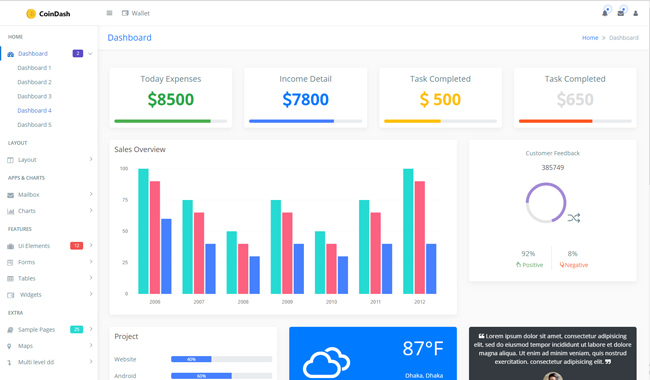 CoinDash
Wallet
HOME
Dashboard 2
Dashboard 1
Dashboard 2
Dashboard 3
Dashboard 4
Dashboard 5
LAYOUT
Layout
APPS & CHARTS
Mailbox
Charts
FEATURES
UI Elements 12
Forms
Tables
Widgets
EXTRA
Sample Pages 25
Maps
Multi level dd
Dashboard
Home > Dashboard
Today Expenses
$8500
Income Detail
$7800
Task Completed
$ 500
Task Completed
$650
Sales Overview
100
75
50
25
0
2006 2007 2008 2009 2010 2011 2012
Customer Feedback
385749
92% 8%
Positive Negative
Project
Website 40%
Android 60%
87°F
Dhaka, Dhaka
❝ Lorem ipsum dolor sit amet, consectetur adipisicing
elit, sed do eiusmod tempor incididunt ut labore et dolore
magna aliqua. Ut enim ad minim veniam, quis nostrud
exercitation. consectetur adipisicing elit. ❞